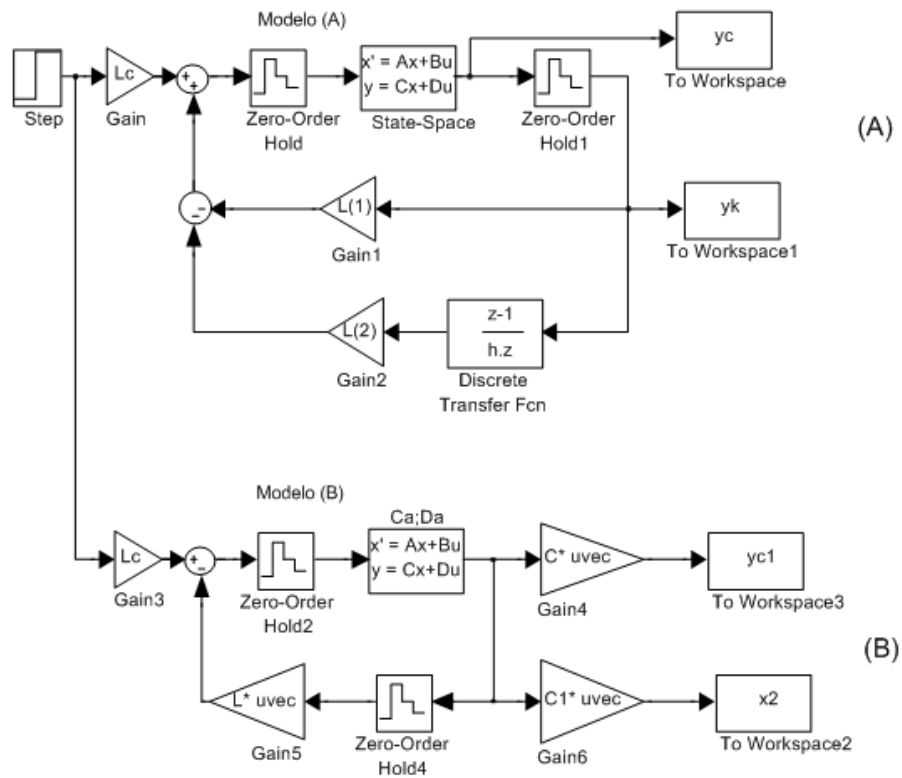 Modelo (A)
Step
Lc
Gain
+
+
Zero-Order
Hold
x' = Ax+Bu
y = Cx+Du
State-Space
Zero-Order
Hold1
yc
To Workspace
(A)
L(1)
Gain1
yk
To Workspace1
--
L(2)
Gain2
z-1
h.z
Discrete
Transfer Fcn
Modelo (B)
Lc
Gain3
+
-
Zero-Order
Hold2
Ca;Da
x' = Ax+Bu
y = Cx+Du
C* uvec
Gain4
yc1
To Workspace3
(B)
L* uvec
Gain5
Zero-Order
Hold4
C1* uvec
Gain6
x2
To Workspace2